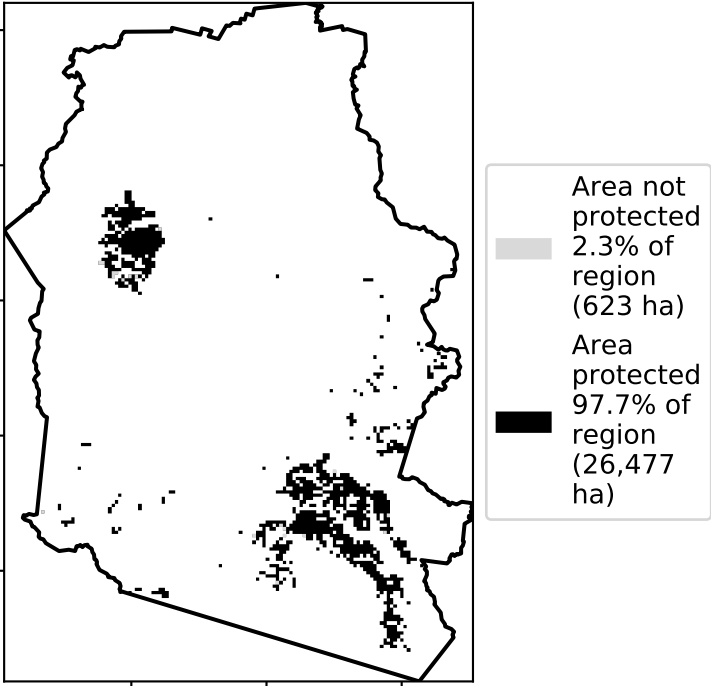 Area not
protected
2.3% of
region
(623 ha)
Area
protected
97.7% of
region
(26,477
ha)